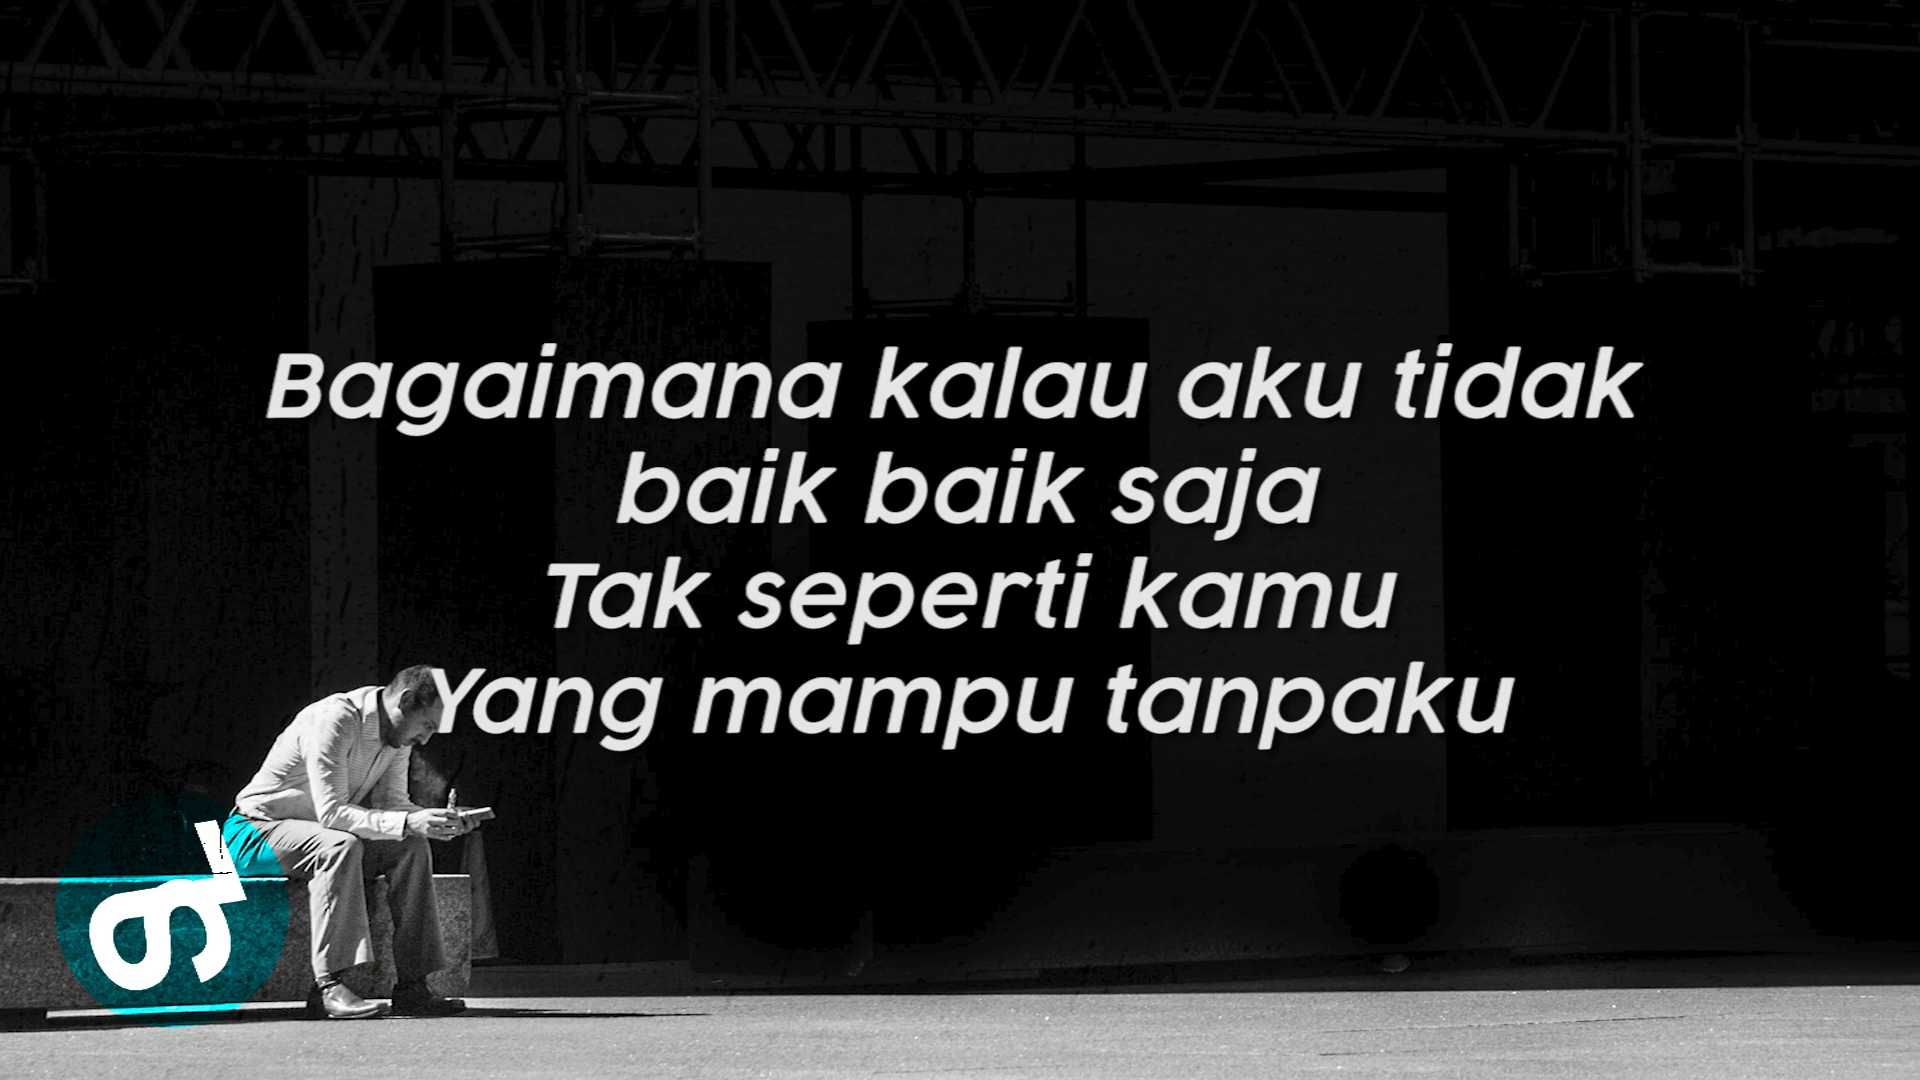 Bagaimana kalau aku tidak
baik baik saja
Tak seperti kamu
Yang mampu tanpaku